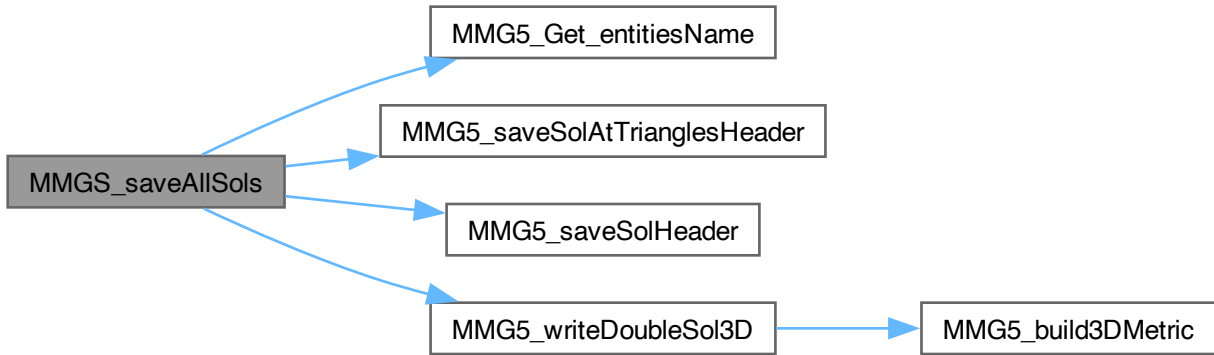 MMG5_Get_entitiesName
MMG5_saveSolAtTrianglesHeader
MMGS_saveAllSols
MMG5_saveSolHeader
MMG5_writeDoubleSol3D
MMG5_build3DMetric